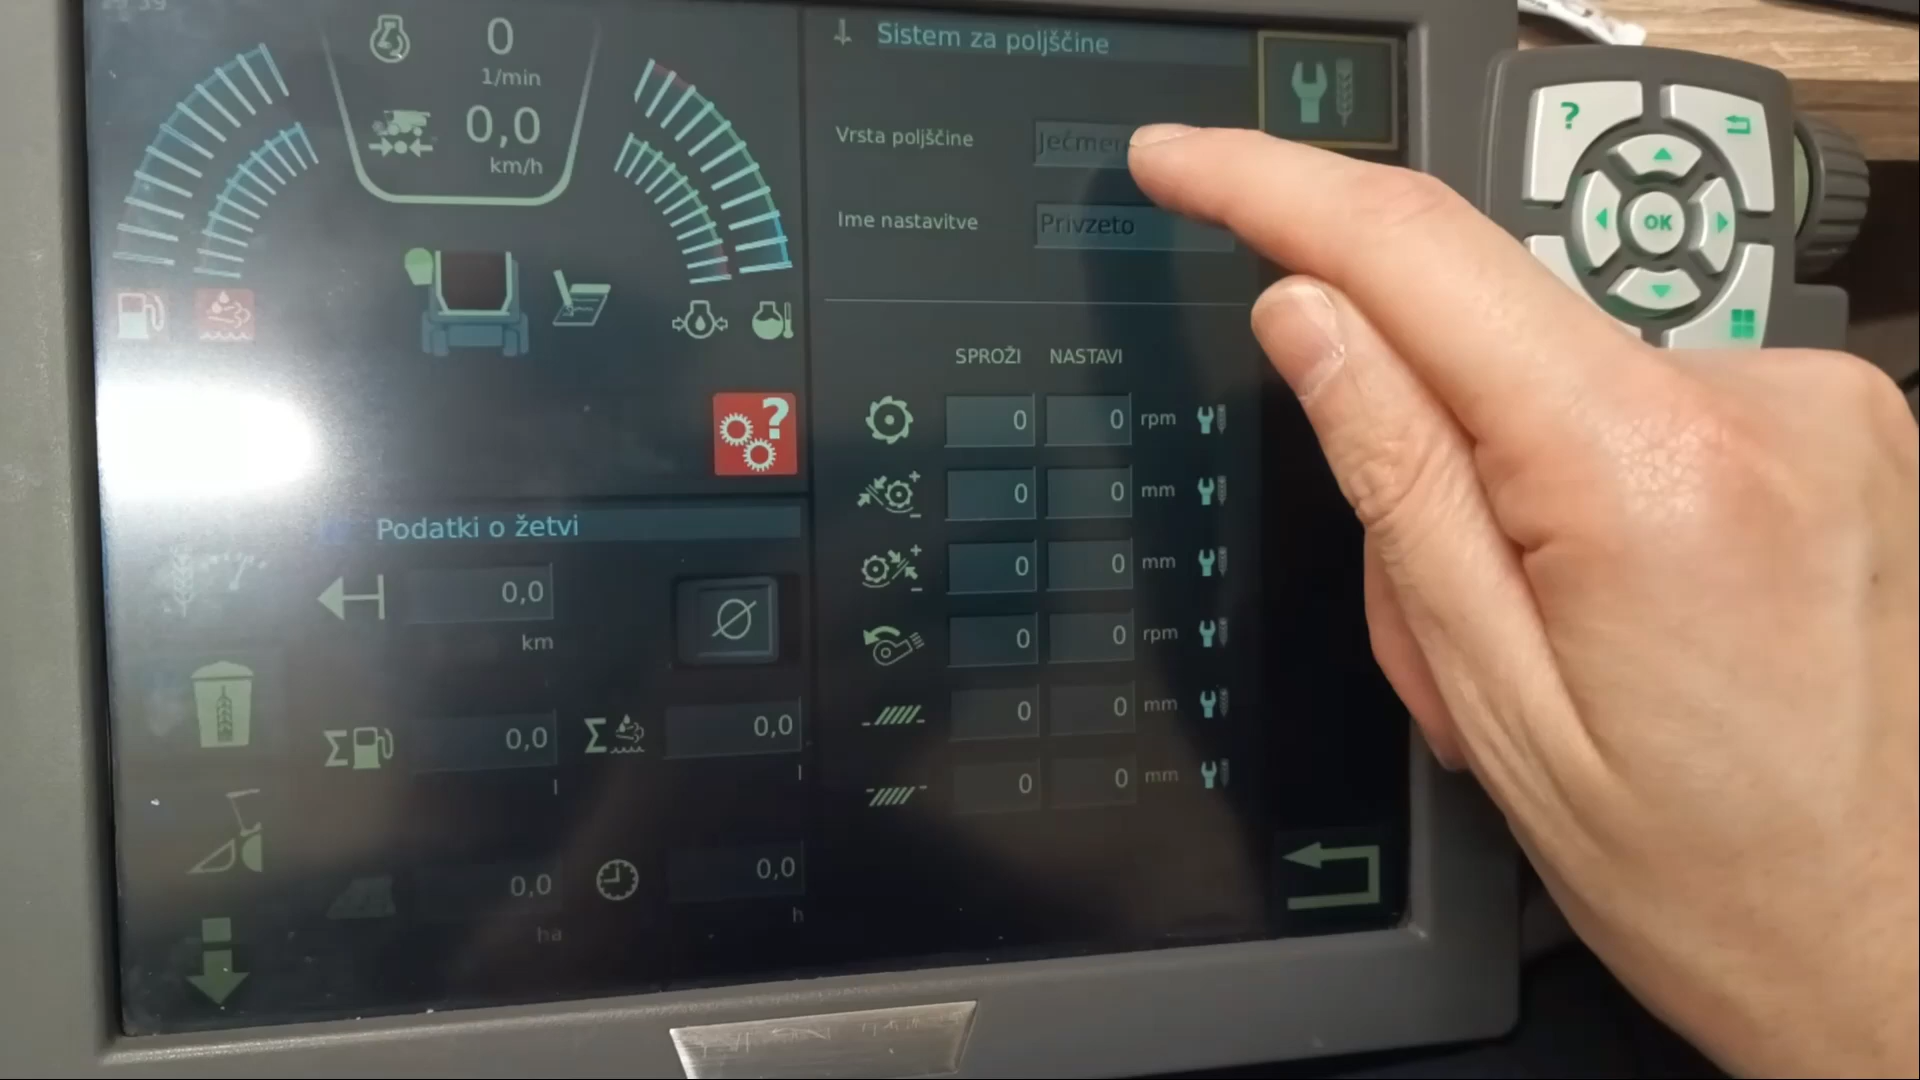 0
1/min
0,0
km/h
Sistem za poljščine
Vrsta poljščine
Ječmen
Ime nastavitve
Privzeto
SPROŽI NASTAVI
0 0 rpm
0 0 mm
0 0 mm
0 0 rpm
0 0 mm
0 0 mm
?
Podatki o žetvi
0,0
km
Ø
Σ 0,0
l
Σ 0,0
l
0,0
ha
0,0
h
?
OK